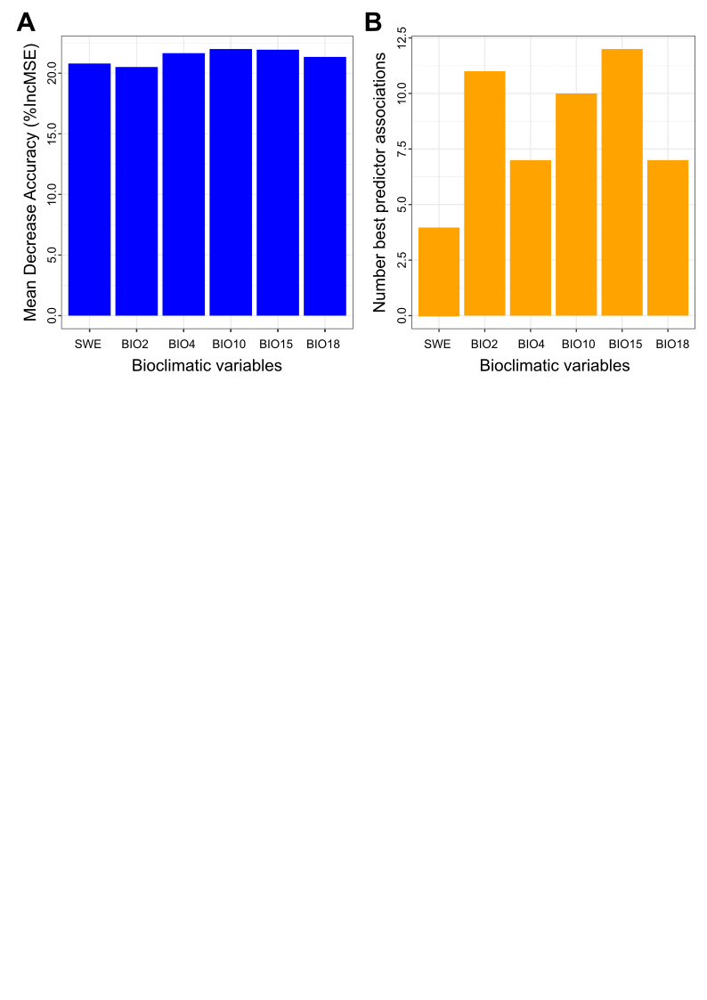 A
B
Mean Decrease Accuracy (%IncMSE)
20.0
15.0
10.0
5.0
0.0
SWE BIO2 BIO4 BIO10 BIO15 BIO18
Bioclimatic variables
Number best predictor associations
12.5
10.0
7.5
5.0
2.5
0.0
SWE BIO2 BIO4 BIO10 BIO15 BIO18
Bioclimatic variables